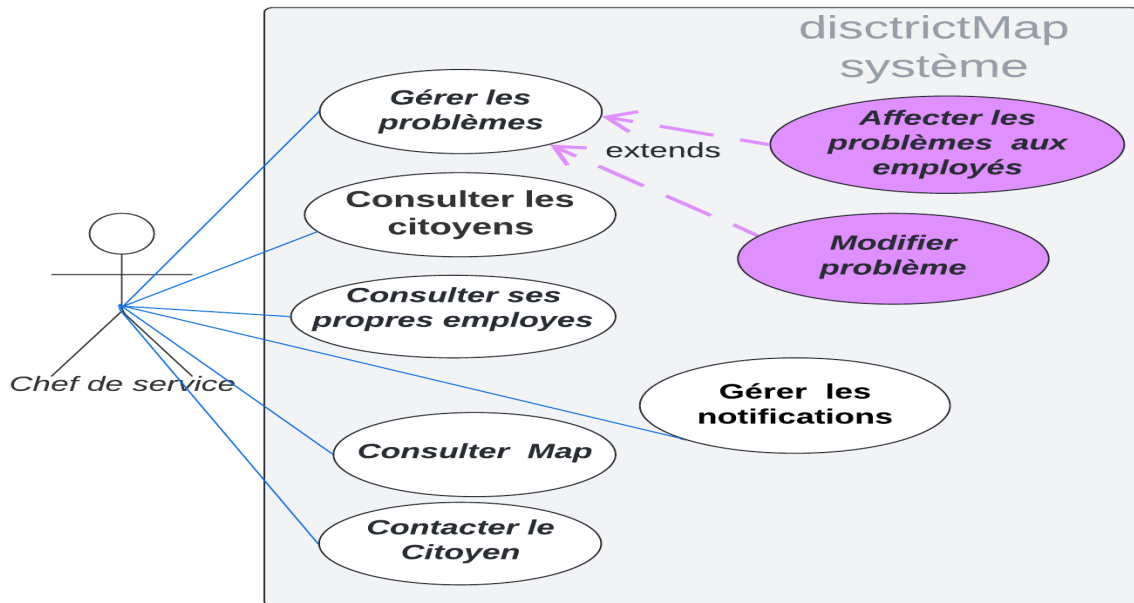 disctrictMap
système
Gérer les
problèmes
Affecter les
problèmes aux
employés
extends
Consulter les
citoyens
Modifier
problème
Consulter ses
propres employes
Chef de service
Gérer les
notifications
Consulter Map
Contacter le
Citoyen